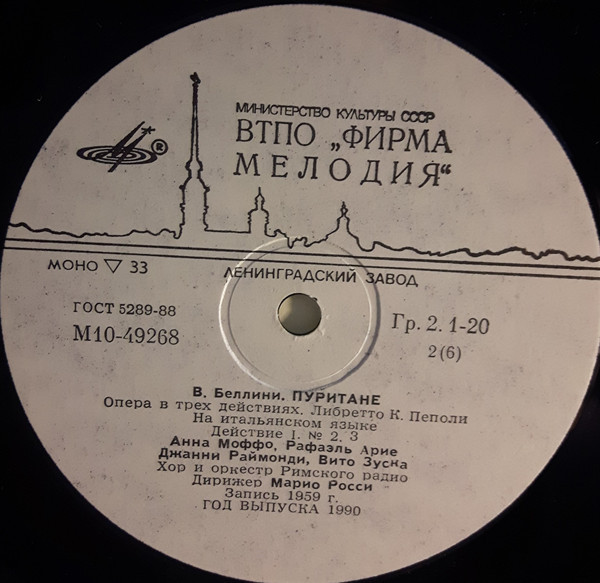 МИНИСТЕРСТВО КУЛЬТУРЫ СССР
ВТПО „ФИРМА
МЕЛОДИЯ“
®
МОНО ▽ 33
ЛЕНИНГРАДСКИЙ ЗАВОД
ГОСТ 5289-88
М10-49268
Гр. 2. 1-20
2(6)
В. Беллини. ПУРИТАНЕ
Опера в трех действиях. Либретто К. Пеполи
На итальянском языке
Действие I. № 2, 3
Анна Моффо, Рафаэль Арие
Джанни Раймонди, Вито Зуска
Хор и оркестр Римского радио
Дирижер Марио Росси
Запись 1959 г.
ГОД ВЫПУСКА 1990